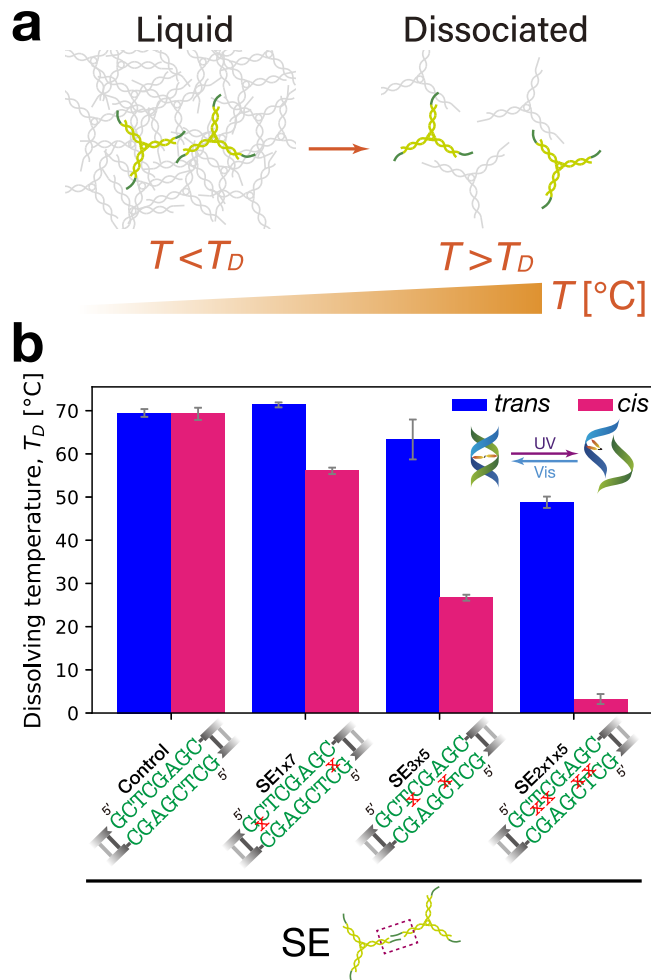 a
Liquid
Dissociated
T < T_D
T > T_D
T [°C]
b
Dissolving temperature, T_D [°C]
70
60
50
40
30
20
10
0
trans
cis
UV
Vis
Control
5'
GCTCGAGC
CGAGCTCG
5'
SE1x7
5'
GCTCGAGC
x
x
CGAGCTCG
5'
SE3x5
5'
GCTCGAGC
x
x
CGAGCTCG
5'
SE2x1x5
5'
GCTCGAGC
xx
xx
CGAGCTCG
5'
SE